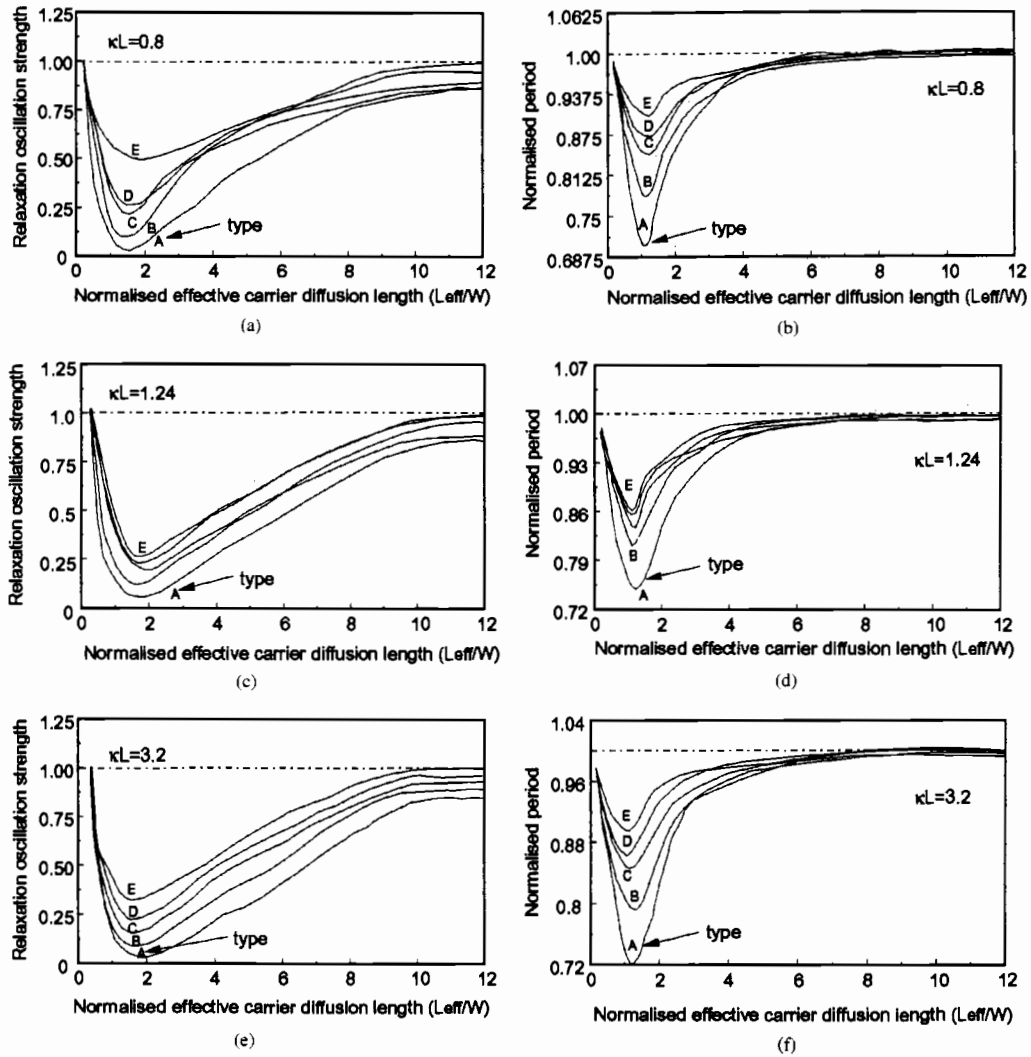 Relaxation oscillation strength
1.25
1.00
0.75
0.50
0.25
0
κL=0.8
E
D
C
B
A
type
0 2 4 6 8 10 12
Normalised effective carrier diffusion length (Leff/W)
(a)
Normalised period
1.0625
1.00
0.9375
0.875
0.8125
0.75
0.6875
κL=0.8
E
D
C
B
A
type
0 2 4 6 8 10 12
Normalised effective carrier diffusion length (Leff/W)
(b)
Relaxation oscillation strength
1.25
1.0
0.75
0.5
0.25
0
κL=1.24
E
A
type
0 2 4 6 8 10 12
Normalised effective carrier diffusion length (Leff/W)
(c)
Normalised period
1.07
1.00
0.93
0.86
0.79
0.72
κL=1.24
E
B
A
type
0 2 4 6 8 10 12
Normalised effective carrier diffusion length (Leff/W)
(d)
Relaxation oscillation strength
1.25
1.00
0.75
0.50
0.25
0
κL=3.2
E
D
C
B
A
type
0 2 4 6 8 10 12
Normalised effective carrier diffusion length (Leff/W)
(e)
Normalised period
1.04
0.96
0.88
0.8
0.72
κL=3.2
E
D
C
B
A
type
0 2 4 6 8 10 12
Normalised effective carrier diffusion length (Leff/W)
(f)